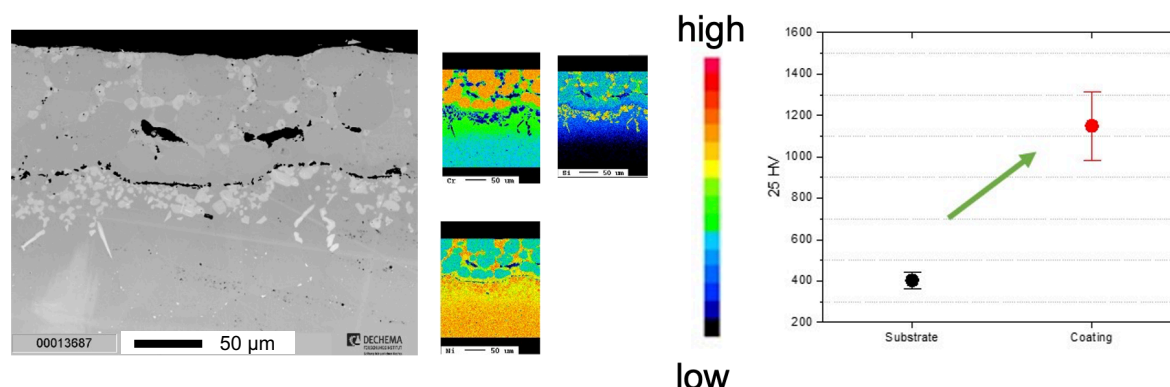 00013687
50 µm
DECHEMA
Cr 50 um
Si 50 um
Ni 50 um
high
low
1600
1400
1200
1000
800
600
400
200
25 HV
Substrate
Coating